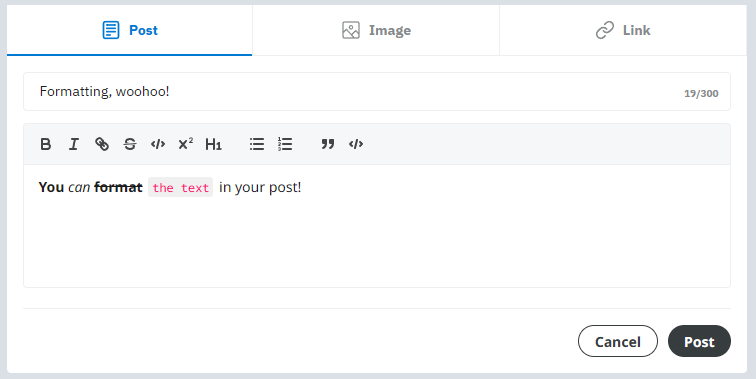 Post Image Link
Formatting, woohoo! 19/300
B I S </> X² H1 </>
You can format the text in your post!
Cancel Post